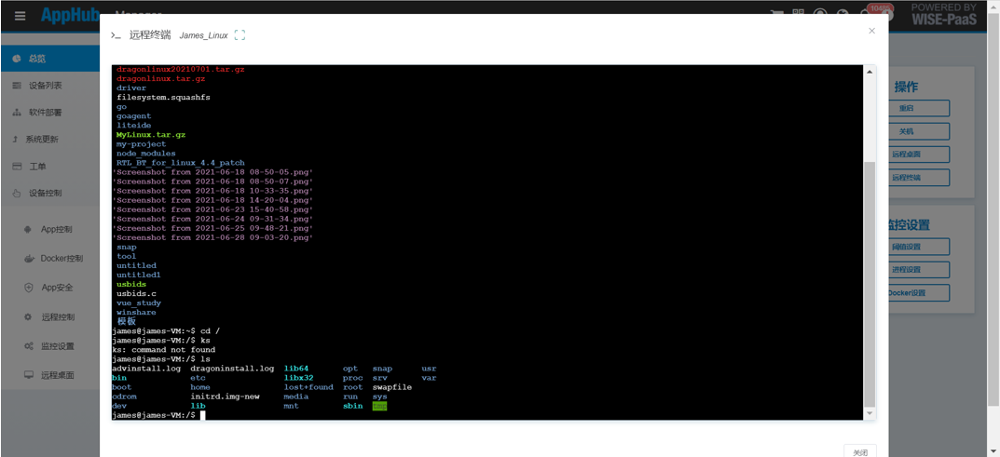 AppHub
10485
POWERED BY
WISE-PaaS
>_ 远程终端 James_Linux
总览
设备列表
软件部署
系统更新
工单
设备控制
App控制
Docker控制
App安全
远程控制
监控设置
远程桌面
dragonlinux20210701.tar.gz
dragonlinux.tar.gz
driver
filesystem.squashfs
go
goagent
liteide
MyLinux.tar.gz
my-project
node_modules
RTL_BT_for_linux_4.4_patch
'Screenshot from 2021-06-18 08-50-05.png'
'Screenshot from 2021-06-18 08-50-07.png'
'Screenshot from 2021-06-18 10-33-35.png'
'Screenshot from 2021-06-18 14-20-04.png'
'Screenshot from 2021-06-23 15-40-58.png'
'Screenshot from 2021-06-24 09-31-34.png'
'Screenshot from 2021-06-25 09-48-21.png'
'Screenshot from 2021-06-28 09-03-20.png'
snap
tool
untitled
untitled1
usbids
usbids.c
vue_study
winshare
模板
james@james-VM:~$ cd /
james@james-VM:/$ ks
ks: command not found
james@james-VM:/$ ls
advinstall.log dragoninstall.log lib64 opt snap usr
bin etc libx32 proc srv var
boot home lost+found root swapfile
cdrom initrd.img-new media run sys
dev lib mnt sbin tmp
james@james-VM:/$
操作
重启
关机
远程桌面
远程终端
监控设置
阈值设置
进程设置
Docker设置
关闭